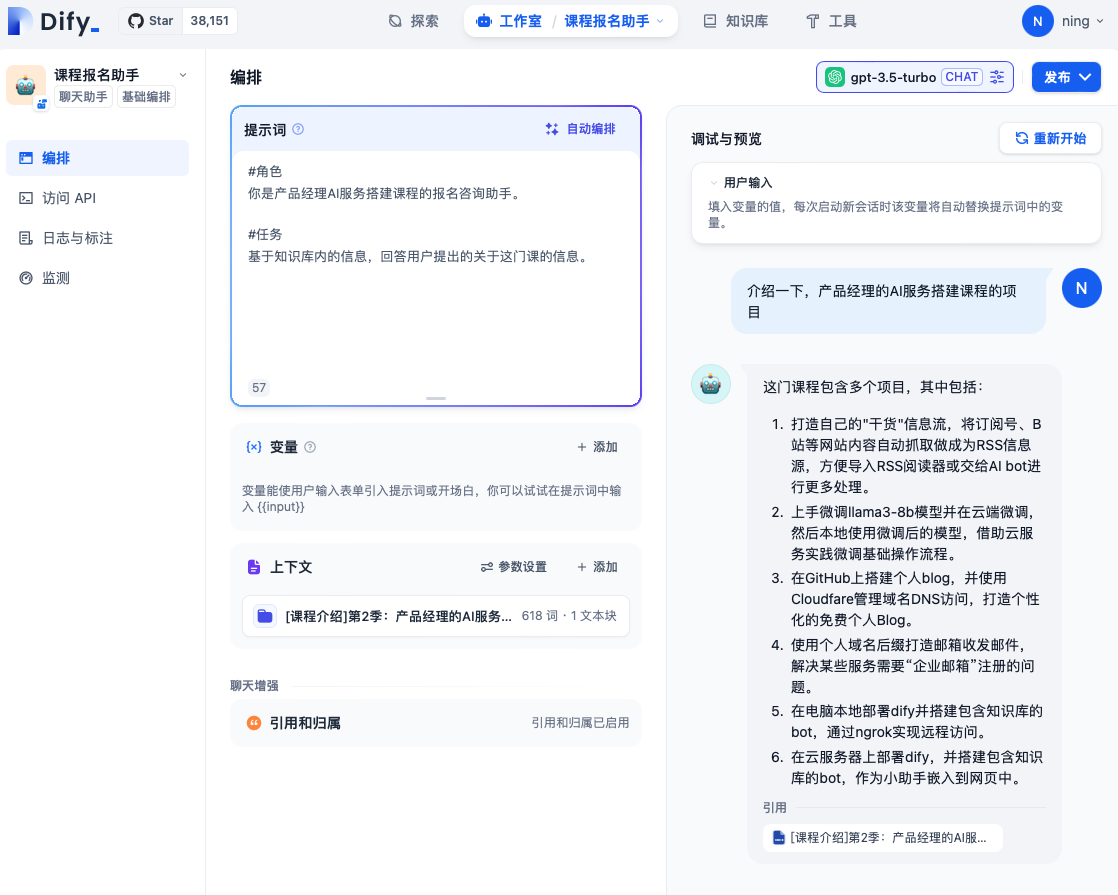 Dify_
Star 38,151
探索
工作室 / 课程报名助手
知识库
工具
N ning
课程报名助手
聊天助手 基础编排
编排
访问 API
日志与标注
监测
编排
gpt-3.5-turbo CHAT
发布
提示词
自动编排
#角色
你是产品经理AI服务搭建课程的报名咨询助手。
#任务
基于知识库内的信息，回答用户提出的关于这门课的信息。
57
{x} 变量
+ 添加
变量能使用户输入表单引入提示词或开场白，你可以试试在提示词中输
入 {{input}}
上下文
参数设置
+ 添加
[课程介绍]第2季：产品经理的AI服务... 618 词 · 1 文本块
聊天增强
引用和归属
引用和归属已启用
调试与预览
重新开始
用户输入
填入变量的值，每次启动新会话时该变量将自动替换提示词中的变
量。
介绍一下，产品经理的AI服务搭建课程的项
目
N
这门课程包含多个项目，其中包括：
1. 打造自己的"干货"信息流，将订阅号、B
站等网站内容自动抓取做成为RSS信息
源，方便导入RSS阅读器或交给AI bot进
行更多处理。
2. 上手微调llama3-8b模型并在云端微调，
然后本地使用微调后的模型，借助云服
务实践微调基础操作流程。
3. 在GitHub上搭建个人blog，并使用
Cloudfare管理域名DNS访问，打造个性
化的免费个人Blog。
4. 使用个人域名后缀打造邮箱收发邮件，
解决某些服务需要“企业邮箱”注册的问
题。
5. 在电脑本地部署dify并搭建包含知识库的
bot，通过ngrok实现远程访问。
6. 在云服务器上部署dify，并搭建包含知识
库的bot，作为小助手嵌入到网页中。
引用
[课程介绍]第2季：产品经理的AI服...